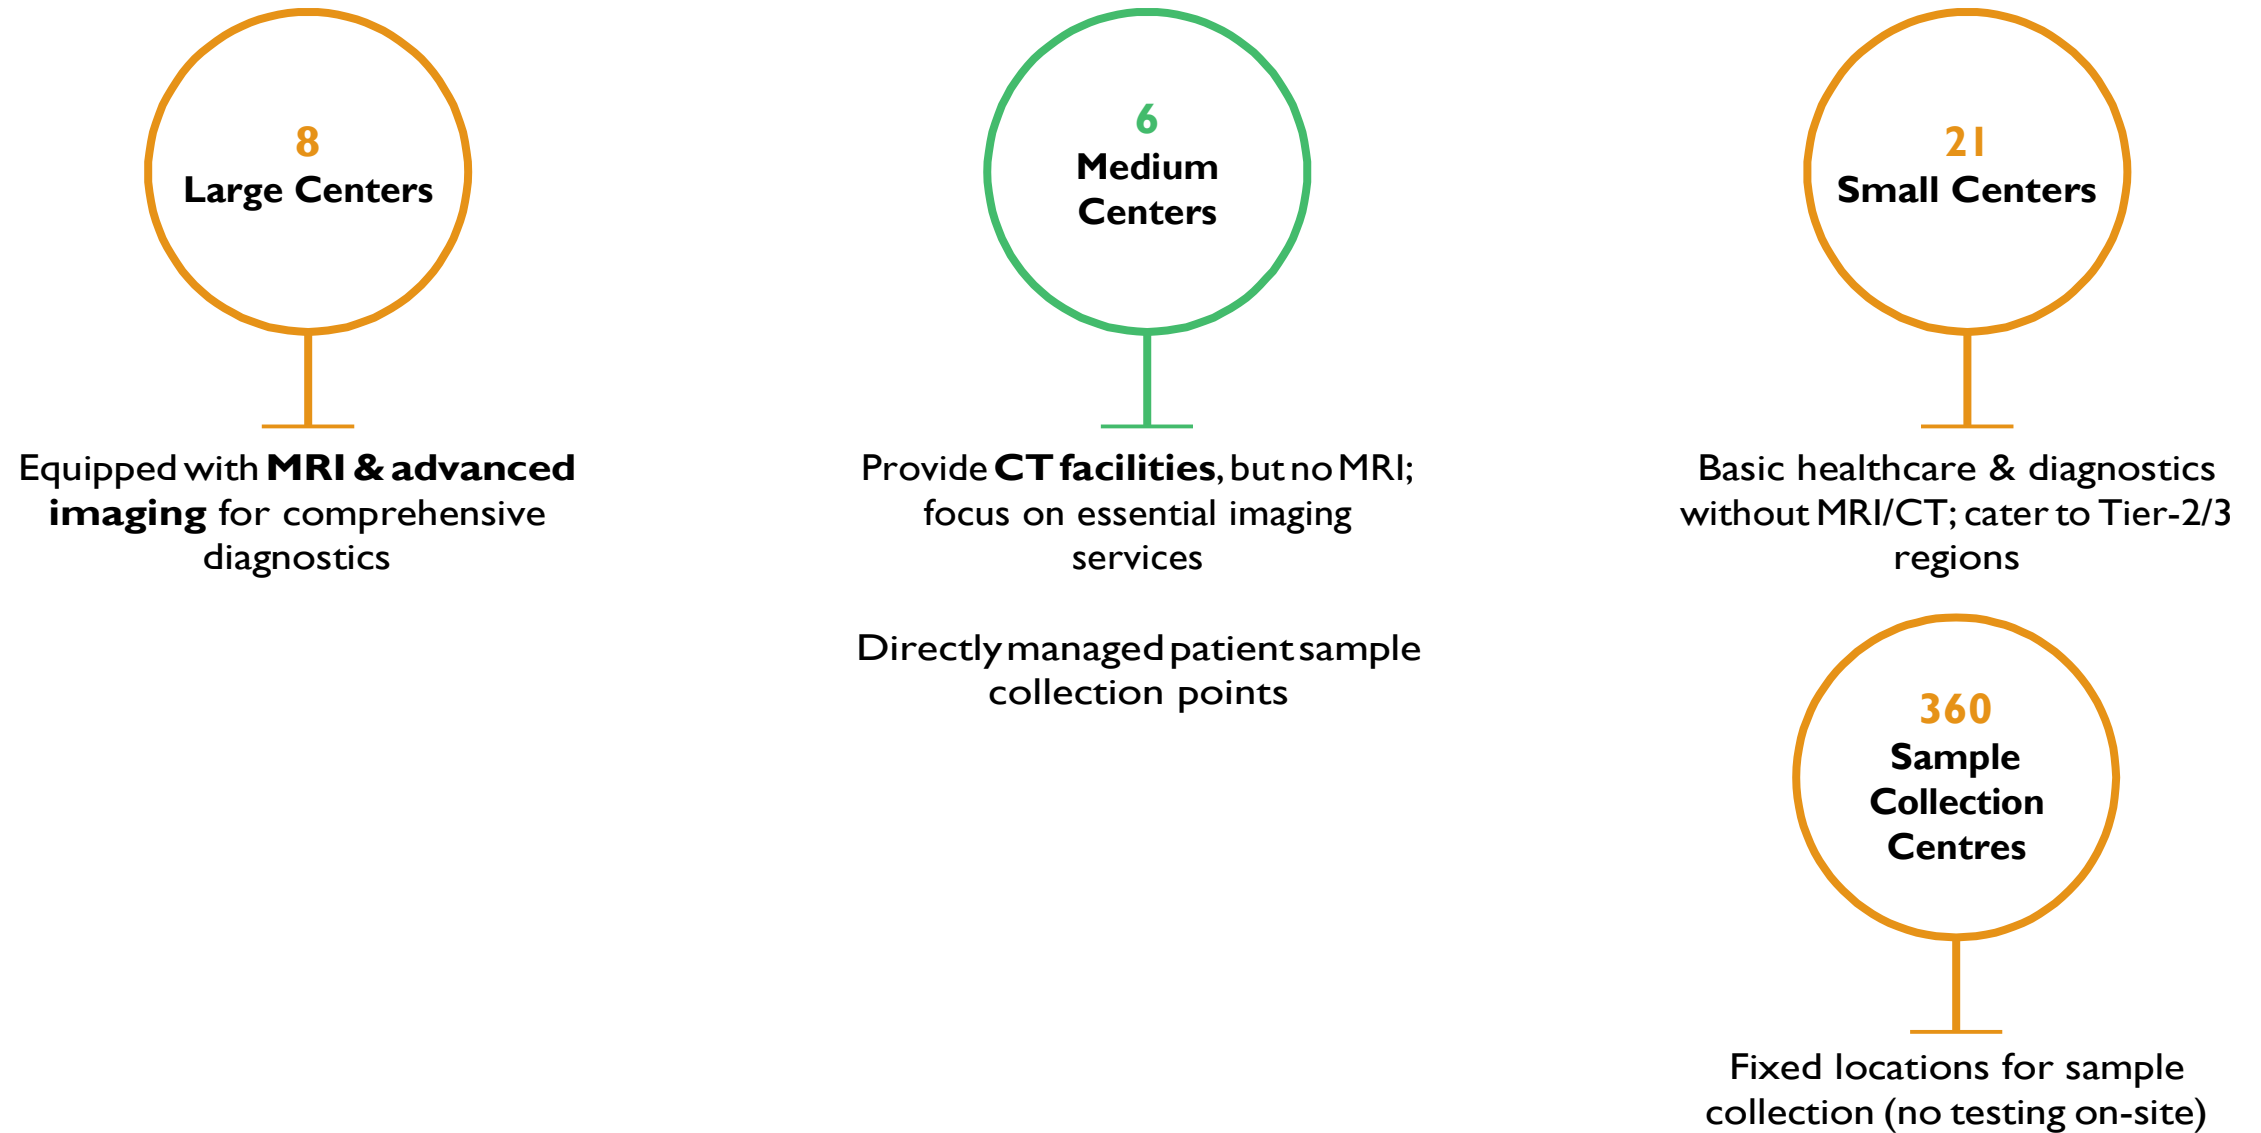 8
Large Centers
Equipped with MRI & advanced
imaging for comprehensive
diagnostics
6
Medium
Centers
Provide CT facilities, but no MRI;
focus on essential imaging
services
Directly managed patient sample
collection points
21
Small Centers
Basic healthcare & diagnostics
without MRI/CT; cater to Tier-2/3
regions
360
Sample
Collection
Centres
Fixed locations for sample
collection (no testing on-site)